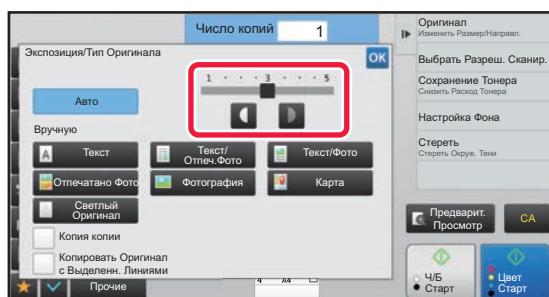 Число копий 1
Экспозиция/Тип Оригинала
OK
1 · · · 3 · · · 5
Авто
Вручную
A Текст
Текст/
Отпеч.Фото
Текст/Фото
Отпечатано Фото
Фотография
Карта
Светлый
Оригинал
Копия копии
Копировать Оригинал
с Выделенн. Линиями
Прочие
A4
Оригинал
Изменить Размер/Направл.
Выбрать Разреш. Сканир.
Сохранение Тонера
Снизить Расход Тонера
Настройка Фона
Стереть
Стереть Окруж. Тени
Предварит.
Просмотр
CA
Ч/Б
Старт
Цвет
Старт